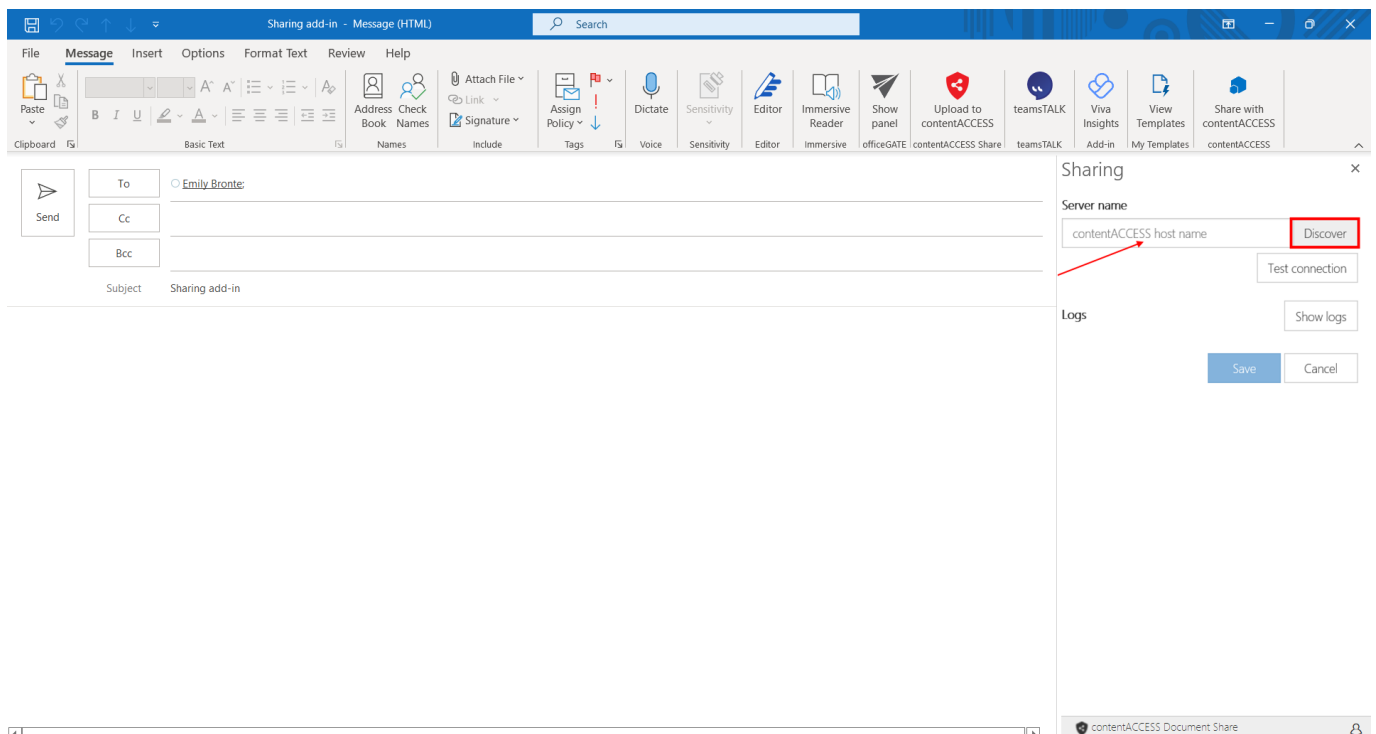 Sharing add-in - Message (HTML)
Search
File Message Insert Options Format Text Review Help
Paste
B I U A A A A
Address Book
Check Names
Attach File
Link
Signature
Assign Policy
Dictate
Sensitivity
Editor
Immersive Reader
Show panel
Upload to contentACCESS
teamsTALK
Viva Insights
View Templates
Share with contentACCESS
Clipboard Basic Text Names Include Tags Voice Sensitivity Editor Immersive officeGATE contentACCESS Share teamsTALK Add-in My Templates contentACCESS
Send
To Emily Bronte;
Cc
Bcc
Subject Sharing add-in
Sharing
Server name
contentACCESS host name Discover
Test connection
Logs Show logs
Save Cancel
contentACCESS Document Share